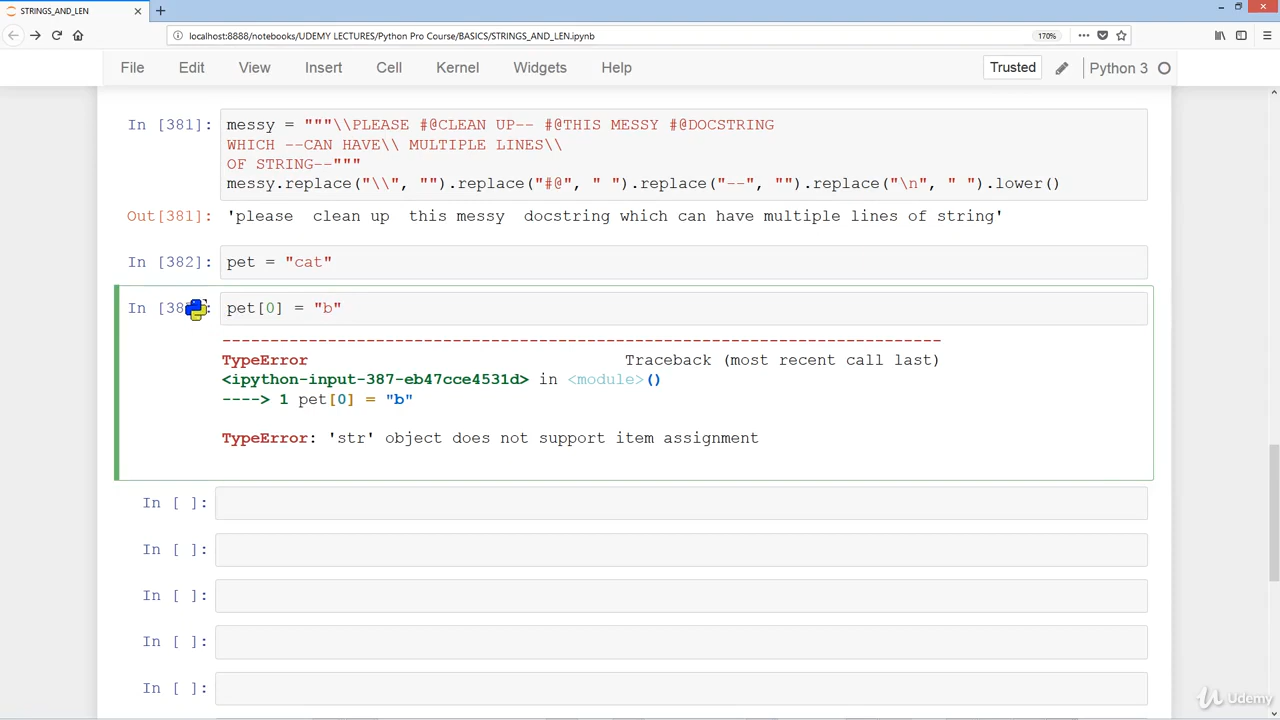 STRINGS_AND_LEN
localhost:8888/notebooks/UDEMY LECTURES/Python Pro Course/BASICS/STRINGS_AND_LEN.ipynb
170%
File Edit View Insert Cell Kernel Widgets Help
Trusted
Python 3
In [381]: messy = """\\PLEASE #@CLEAN UP-- #@THIS MESSY #@DOCSTRING
WHICH --CAN HAVE\\ MULTIPLE LINES\\
OF STRING--"""
messy.replace("\\", "").replace("#@", " ").replace("--", "").replace("\n", " ").lower()
Out[381]: 'please  clean up  this messy  docstring which can have multiple lines of string'
In [382]: pet = "cat"
In [38 : pet[0] = "b"
---------------------------------------------------------------------------
TypeError                                 Traceback (most recent call last)
<ipython-input-387-eb47cce4531d> in <module>()
----> 1 pet[0] = "b"
TypeError: 'str' object does not support item assignment
In [ ]:
In [ ]:
In [ ]:
In [ ]:
In [ ]:
Udemy